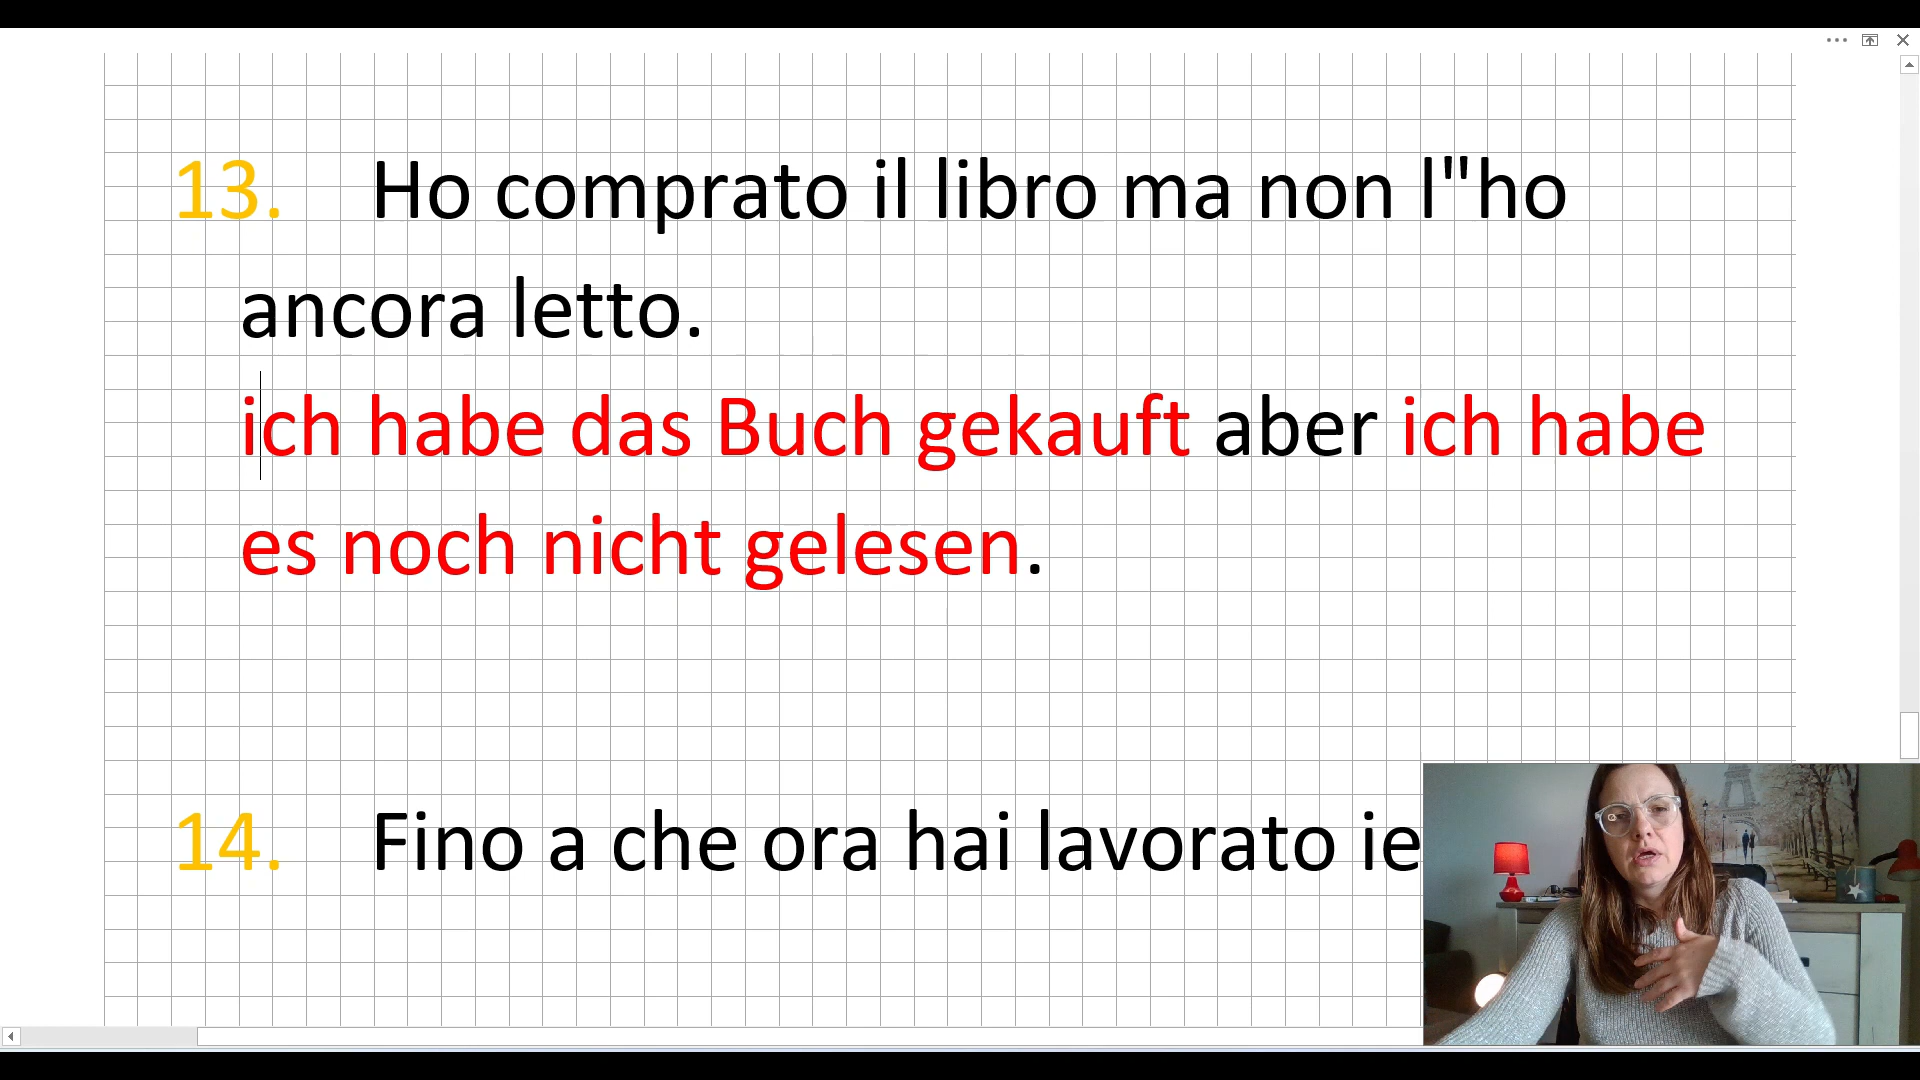 13. Ho comprato il libro ma non l"ho
ancora letto.
ich habe das Buch gekauft aber ich habe
es noch nicht gelesen.
14. Fino a che ora hai lavorato ie